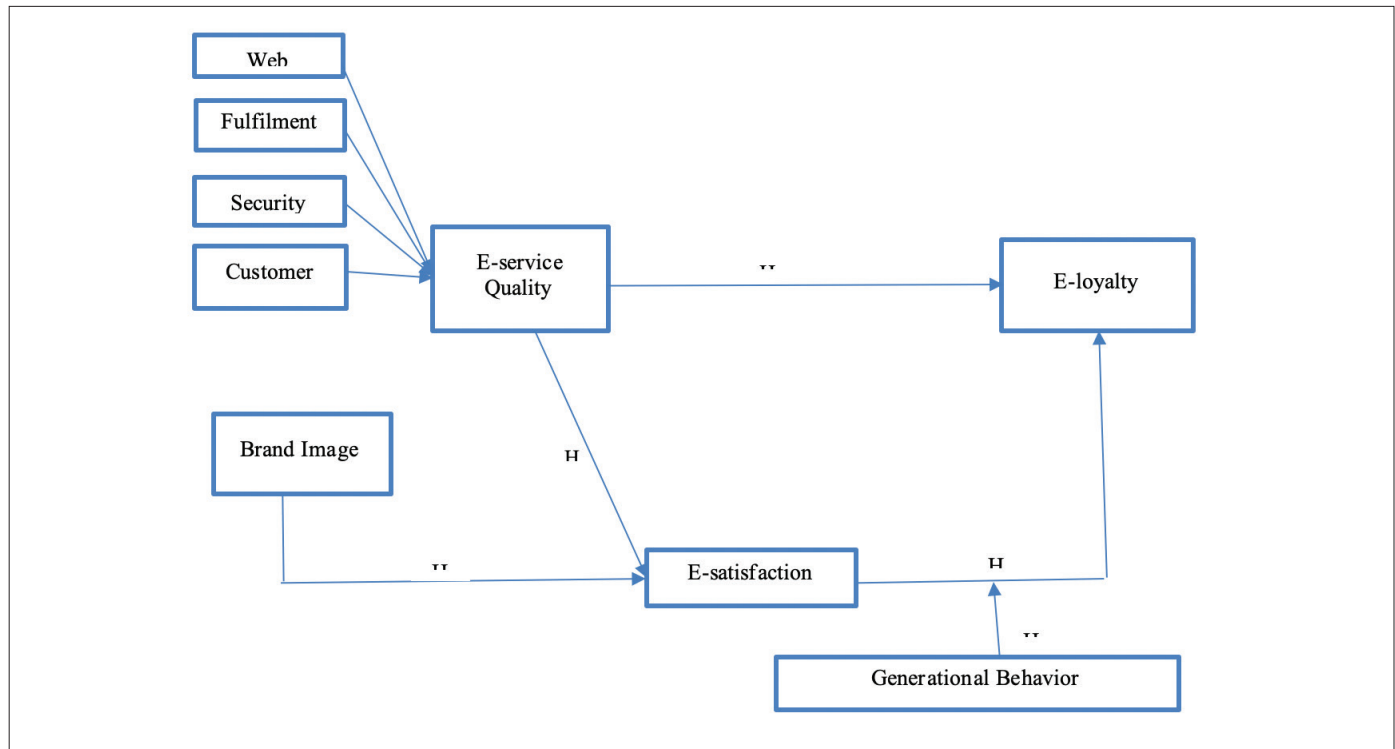 Web
Fulfilment
Security
Customer
E-service
Quality
E-loyalty
Brand Image
H
E-satisfaction
H
Generational Behavior